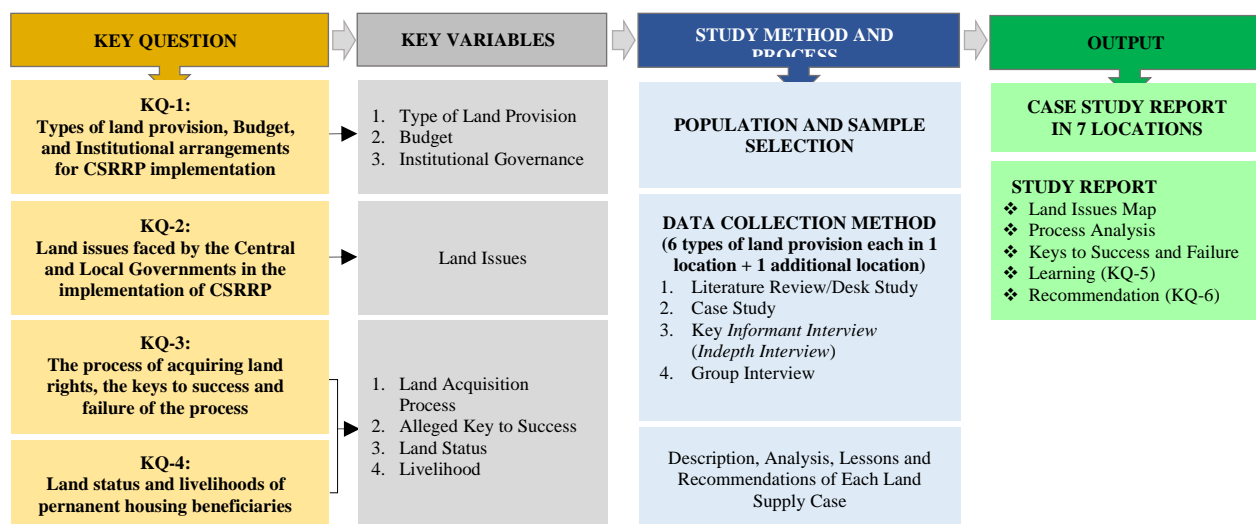 KEY QUESTION
KEY VARIABLES
STUDY METHOD AND
PROCESS
OUTPUT
KQ-1:
Types of land provision, Budget,
and Institutional arrangements
for CSRRP implementation
KQ-2:
Land issues faced by the Central
and Local Governments in the
implementation of CSRRP
KQ-3:
The process of acquiring land
rights, the keys to success and
failure of the process
KQ-4:
Land status and livelihoods of
permanent housing beneficiaries
1. Type of Land Provision
2. Budget
3. Institutional Governance
Land Issues
1. Land Acquisition
Process
2. Alleged Key to Success
3. Land Status
4. Livelihood
POPULATION AND SAMPLE
SELECTION
DATA COLLECTION METHOD
(6 types of land provision each in 1
location + 1 additional location)
1. Literature Review/Desk Study
2. Case Study
3. Key Informant Interview
(Indepth Interview)
4. Group Interview
Description, Analysis, Lessons and
Recommendations of Each Land
Supply Case
CASE STUDY REPORT
IN 7 LOCATIONS
STUDY REPORT
❖ Land Issues Map
❖ Process Analysis
❖ Keys to Success and Failure
❖ Learning (KQ-5)
❖ Recommendation (KQ-6)